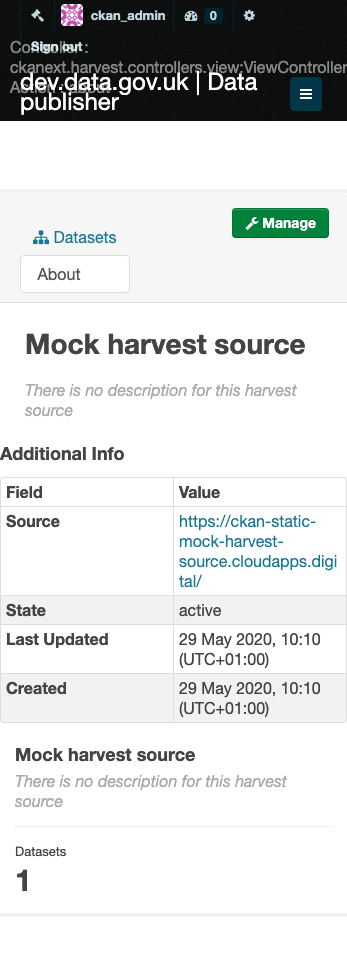 ckan_admin 0
Sign out
Controller :
ckanext.harvest.controllers.view:ViewController
Action : about
dev.data.gov.uk | Data
publisher
Manage
Datasets
About
Mock harvest source
There is no description for this harvest
source
Additional Info
Field Value
Source https://ckan-static-
mock-harvest-
source.cloudapps.digi
tal/
State active
Last Updated 29 May 2020, 10:10
(UTC+01:00)
Created 29 May 2020, 10:10
(UTC+01:00)
Mock harvest source
There is no description for this harvest
source
Datasets
1